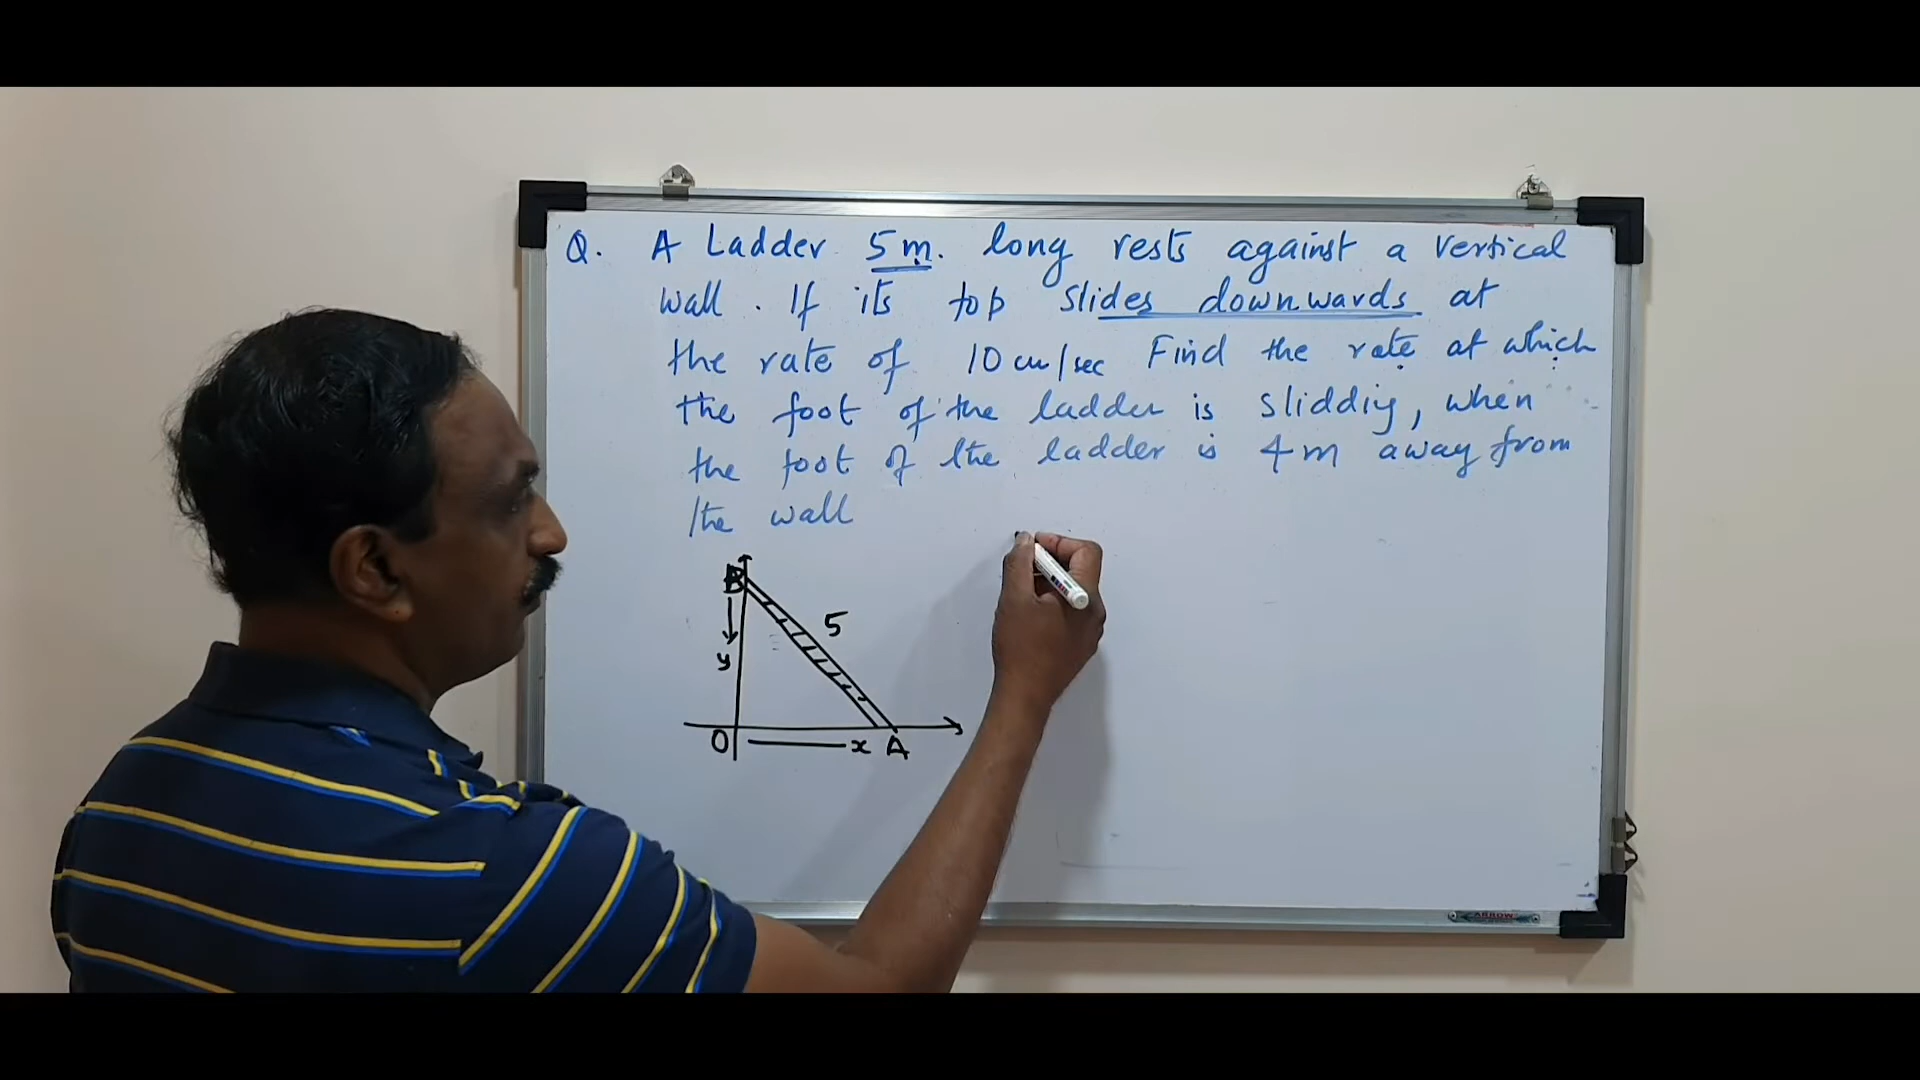 Q. A Ladder 5m. long rests against a vertical
wall. If its top slides downwards at
the rate of 10 cm/sec Find the rate at which
the foot of the ladder is slidding, when
the foot of the ladder is 4m away from
the wall
B
5
y
O x A
ARROW